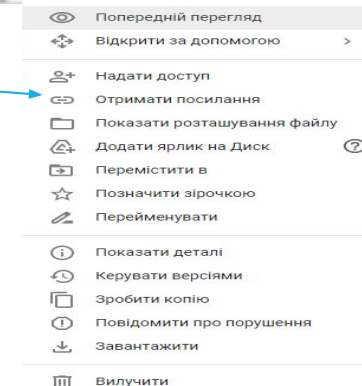 Попередній перегляд
Відкрити за допомогою
Надати доступ
Отримати посилання
Показати розташування файлу
Додати ярлик на Диск
Перемістити в
Позначити зірочкою
Перейменувати
Показати деталі
Керувати версіями
Зробити копію
Повідомити про порушення
Завантажити
Вилучити